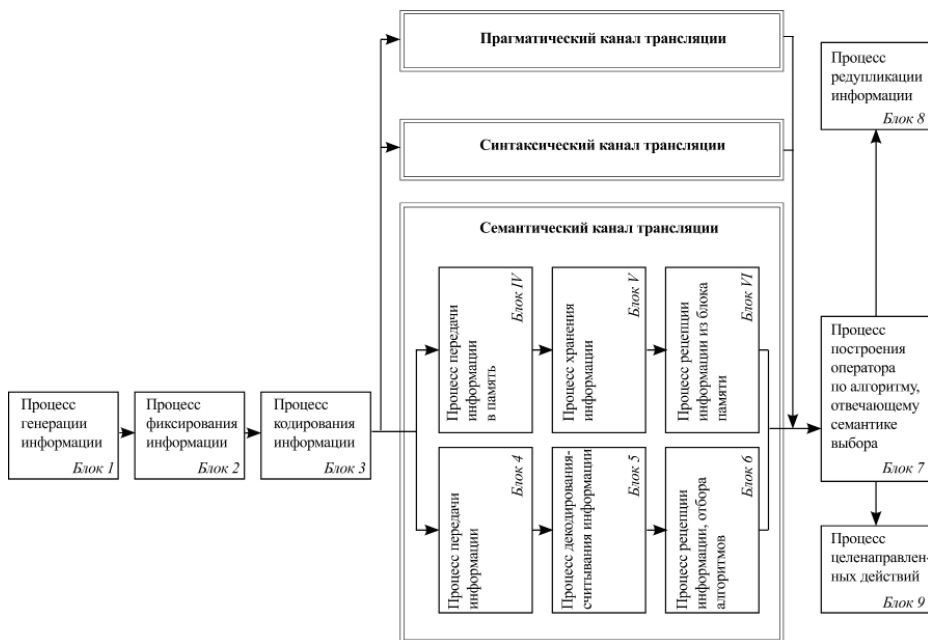 Прагматический канал трансляции
Синтаксический канал трансляции
Семантический канал трансляции
Процесс
генерации
информации
Блок 1
Процесс
фиксирования
информации
Блок 2
Процесс
кодирования
информации
Блок 3
Процесс передачи
информации
в память
Блок IV
Процесс хранения
информации
Блок V
Процесс рецепции
информации из блока
памяти
Блок VI
Процесс передачи
информации
Блок 4
Процесс декодирования-
считывания информации
Блок 5
Процесс рецепции
информации, отбора
алгоритмов
Блок 6
Процесс
построения
оператора
по алгоритму,
отвечающему
семантике
выбора
Блок 7
Процесс
редупликации
информации
Блок 8
Процесс
целенаправлен-
ных действий
Блок 9